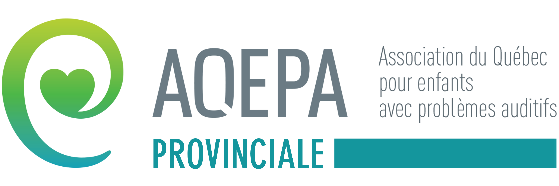 AQEPA
PROVINCIALE
Association du Québec
pour enfants
avec problèmes auditifs